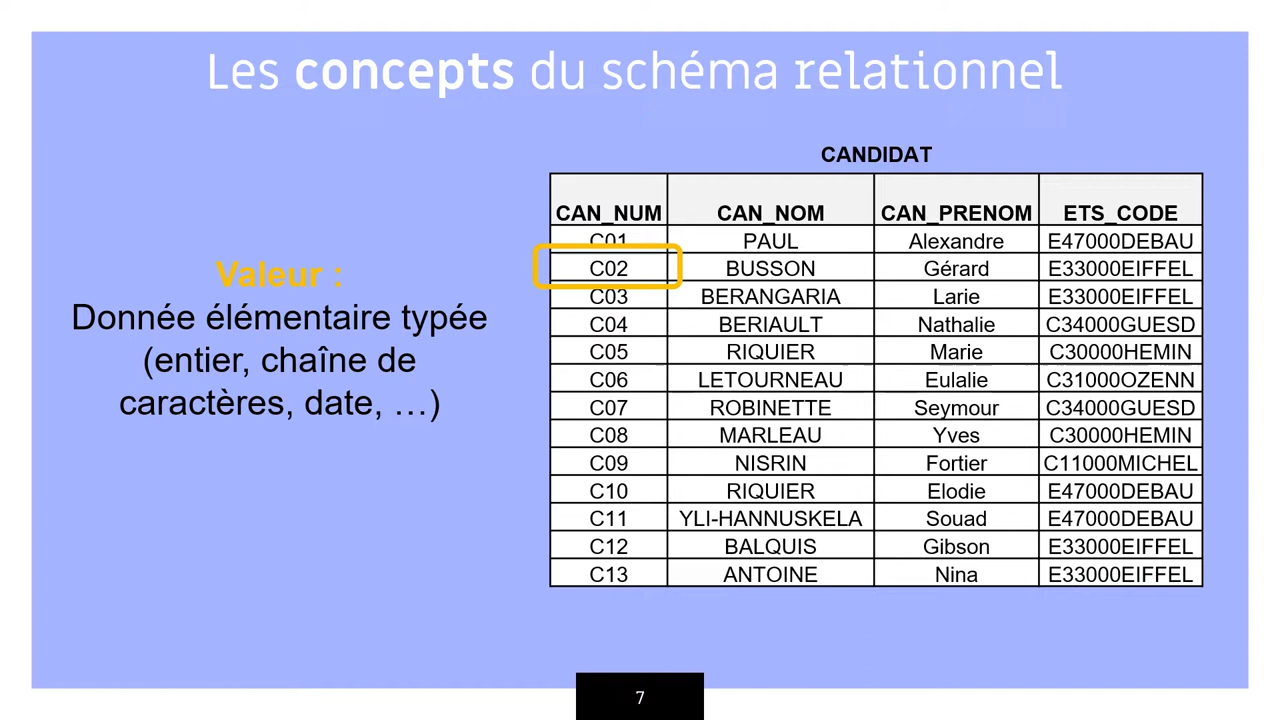 Les concepts du schéma relationnel
Valeur :
Donnée élémentaire typée
(entier, chaîne de
caractères, date, …)
CANDIDAT
CAN_NUM CAN_NOM CAN_PRENOM ETS_CODE
C01 PAUL Alexandre E47000DEBAU
C02 BUSSON Gérard E33000EIFFEL
C03 BERANGARIA Larie E33000EIFFEL
C04 BERIAULT Nathalie C34000GUESD
C05 RIQUIER Marie C30000HEMIN
C06 LETOURNEAU Eulalie C31000OZENN
C07 ROBINETTE Seymour C34000GUESD
C08 MARLEAU Yves C30000HEMIN
C09 NISRIN Fortier C11000MICHEL
C10 RIQUIER Elodie E47000DEBAU
C11 YLI-HANNUSKELA Souad E47000DEBAU
C12 BALQUIS Gibson E33000EIFFEL
C13 ANTOINE Nina E33000EIFFEL
7